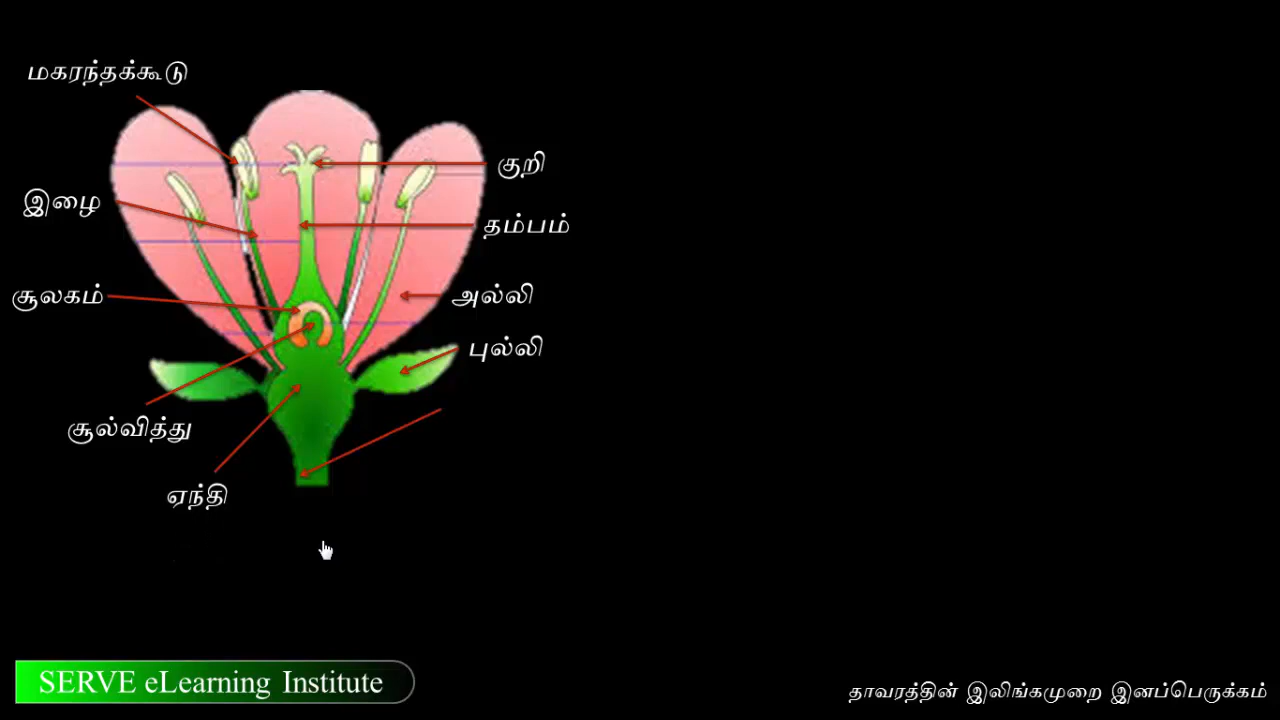 மகரந்தக்கூடு
குறி
இழை
தம்பம்
சூலகம்
அல்லி
புல்லி
சூல்வித்து
ஏந்தி
SERVE eLearning Institute
தாவரத்தின் இலிங்கமுறை இனப்பெருக்கம்